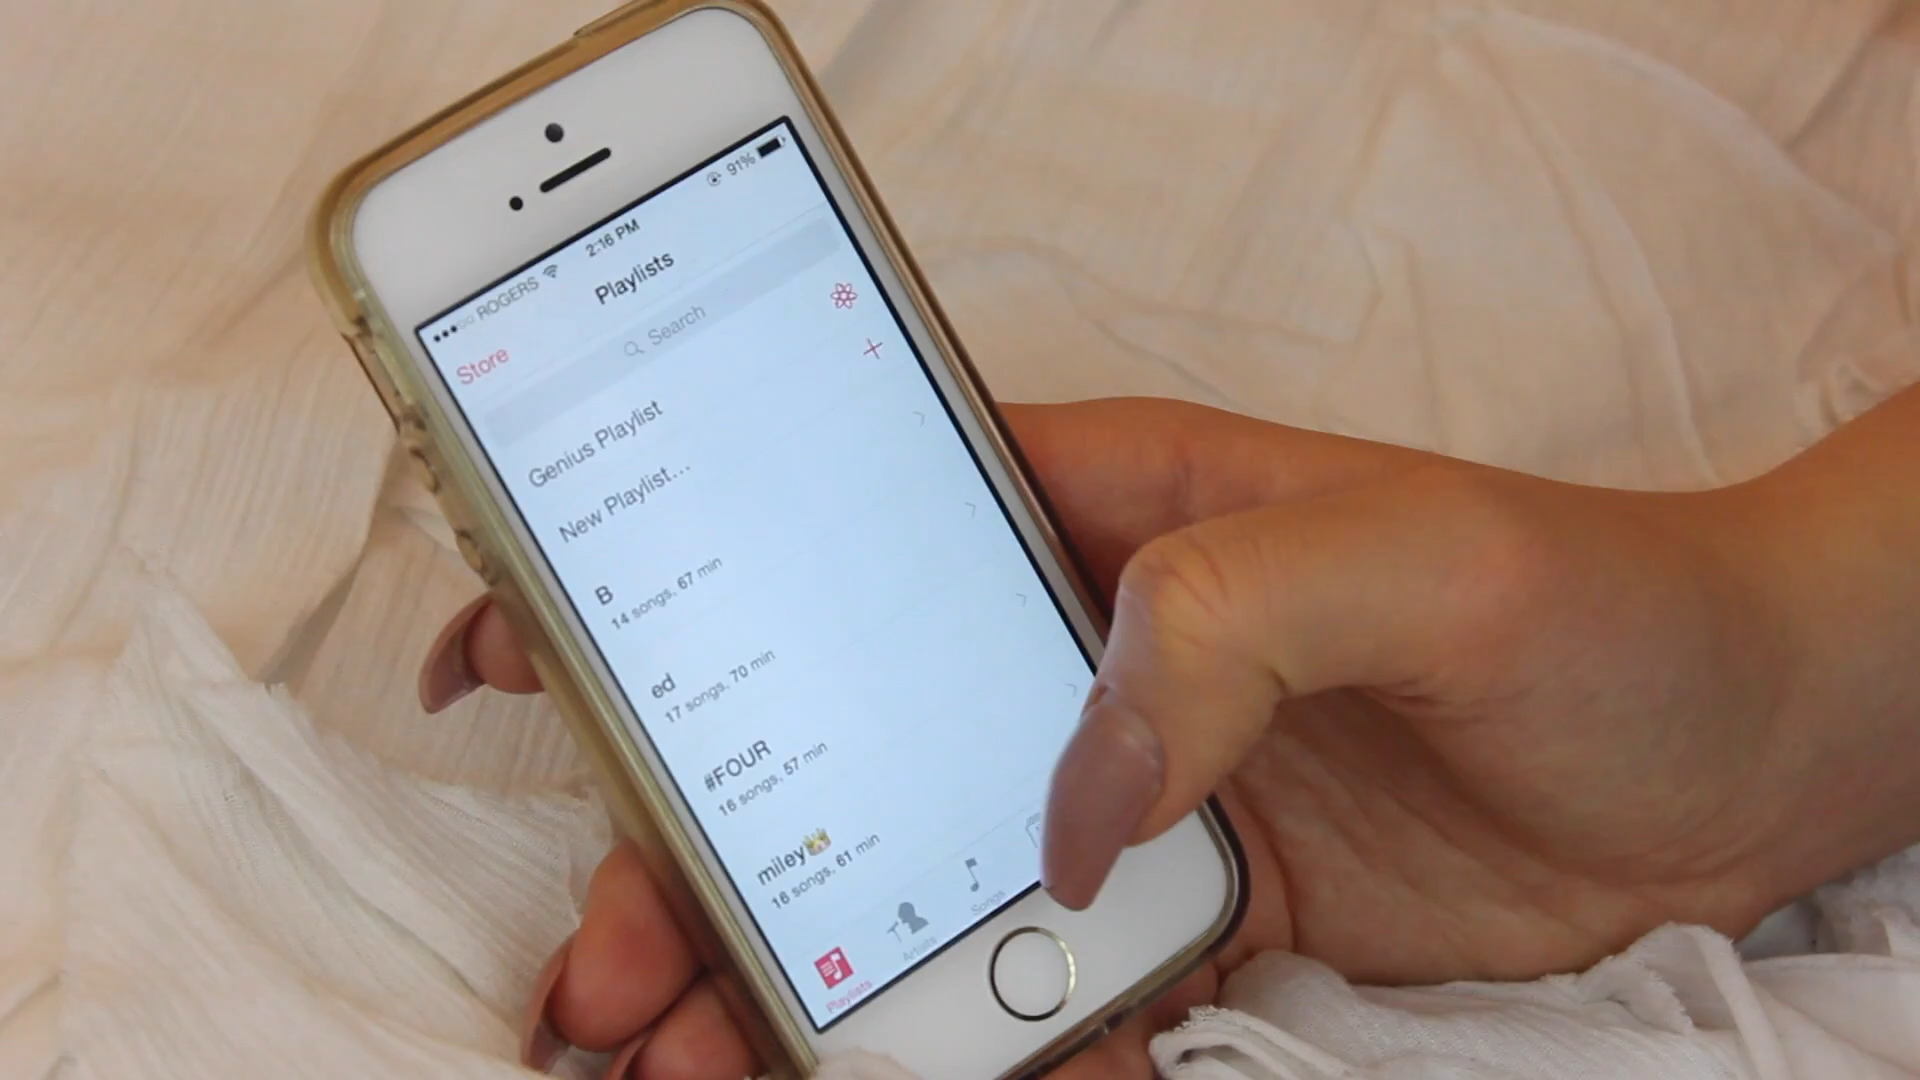 ROGERS 2:16 PM 91%
Store Playlists
Search
Genius Playlist
New Playlist...
B
14 songs, 67 min
ed
17 songs, 70 min
#FOUR
16 songs, 57 min
miley👑
16 songs, 61 min
Playlists Artists Songs